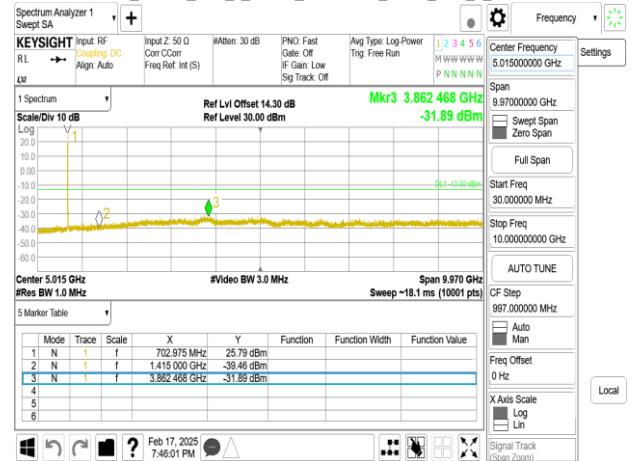 Spectrum Analyzer 1
Swept SA
+
Frequency
KEYSIGHT
RL
LXI
Input: RF
Coupling: DC
Align: Auto
Input Z: 50 Ω
Corr CCorr
Freq Ref: Int (S)
#Atten: 30 dB
PNO: Fast
Gate: Off
IF Gain: Low
Sig Track: Off
Avg Type: Log-Power
Trig: Free Run
1 2 3 4 5 6
M W W W W W
P N N N N N
Center Frequency
5.015000000 GHz
Settings
Span
9.97000000 GHz
Swept Span
Zero Span
Full Span
Start Freq
30.000000 MHz
Stop Freq
10.000000000 GHz
AUTO TUNE
CF Step
997.000000 MHz
Auto
Man
Freq Offset
0 Hz
X Axis Scale
Log
Lin
Local
Signal Track
(Span Zoom)
1 Spectrum
Scale/Div 10 dB
Ref Lvl Offset 14.30 dB
Ref Level 30.00 dBm
Mkr3 3.862 468 GHz
-31.89 dBm
Log
20.0
10.0
0.00
-10.0
-20.0
-30.0
-40.0
-50.0
-60.0
1
2
3
DL1 -13.00 dBm
Center 5.015 GHz
#Res BW 1.0 MHz
#Video BW 3.0 MHz
Span 9.970 GHz
Sweep ~18.1 ms (10001 pts)
5 Marker Table
Mode Trace Scale X Y Function Function Width Function Value
1 N 1 f 702.975 MHz 25.79 dBm
2 N 1 f 1.415 000 GHz -39.46 dBm
3 N 1 f 3.862 468 GHz -31.89 dBm
4
5
6
?
Feb 17, 2025
7:46:01 PM